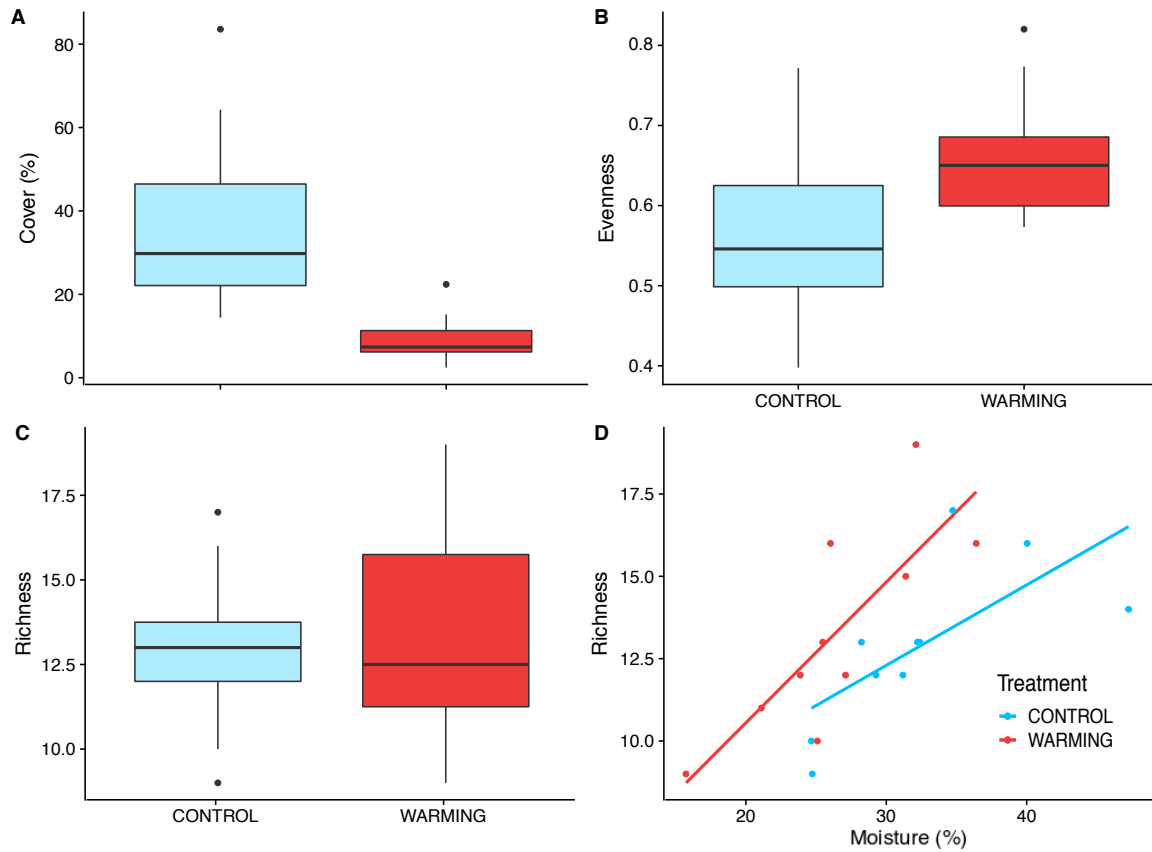 A
Cover (%)
80
60
40
20
0
B
Evenness
0.8
0.7
0.6
0.5
0.4
CONTROL
WARMING
C
Richness
17.5
15.0
12.5
10.0
CONTROL
WARMING
D
Richness
17.5
15.0
12.5
10.0
Treatment
CONTROL
WARMING
20
30
40
Moisture (%)